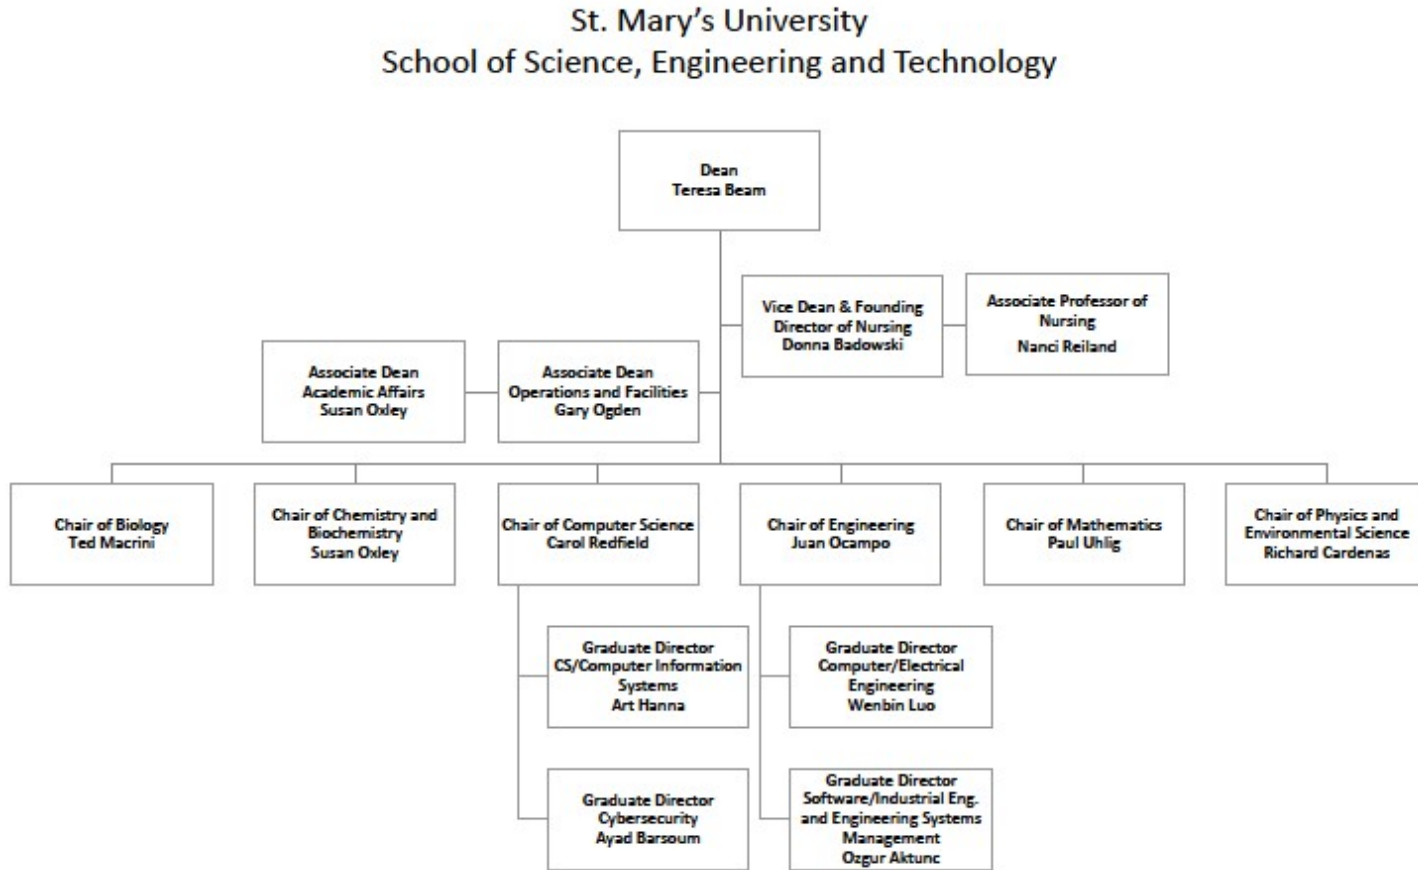 St. Mary’s University
School of Science, Engineering and Technology
Dean
Teresa Beam
Vice Dean & Founding
Director of Nursing
Donna Badowski
Associate Professor of
Nursing
Nanci Reiland
Associate Dean
Academic Affairs
Susan Oxley
Associate Dean
Operations and Facilities
Gary Ogden
Chair of Biology
Ted Macrini
Chair of Chemistry and
Biochemistry
Susan Oxley
Chair of Computer Science
Carol Redfield
Chair of Engineering
Juan Ocampo
Chair of Mathematics
Paul Uhlig
Chair of Physics and
Environmental Science
Richard Cardenas
Graduate Director
CS/Computer Information
Systems
Art Hanna
Graduate Director
Computer/Electrical
Engineering
Wenbin Luo
Graduate Director
Cybersecurity
Ayad Barsoum
Graduate Director
Software/Industrial Eng.
and Engineering Systems
Management
Ozgur Aktunc